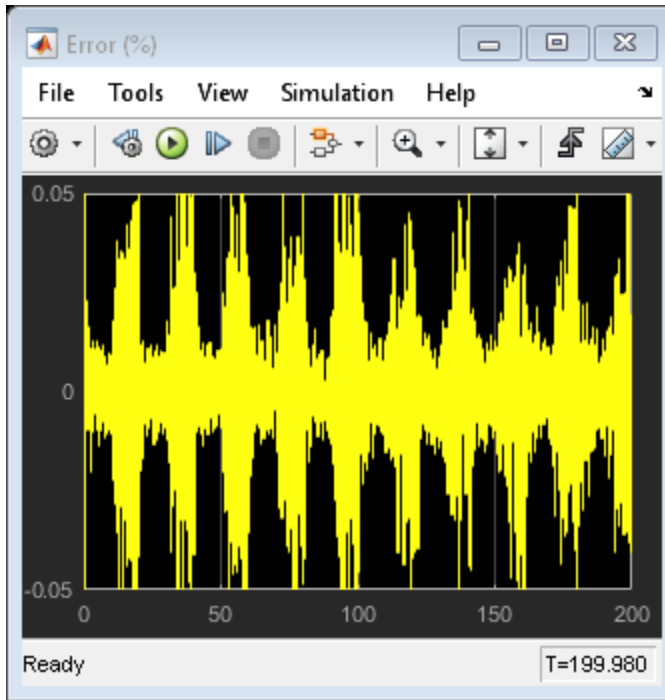 Error (%)
File Tools View Simulation Help
0.05
0
-0.05
0 50 100 150 200
Ready T=199.980